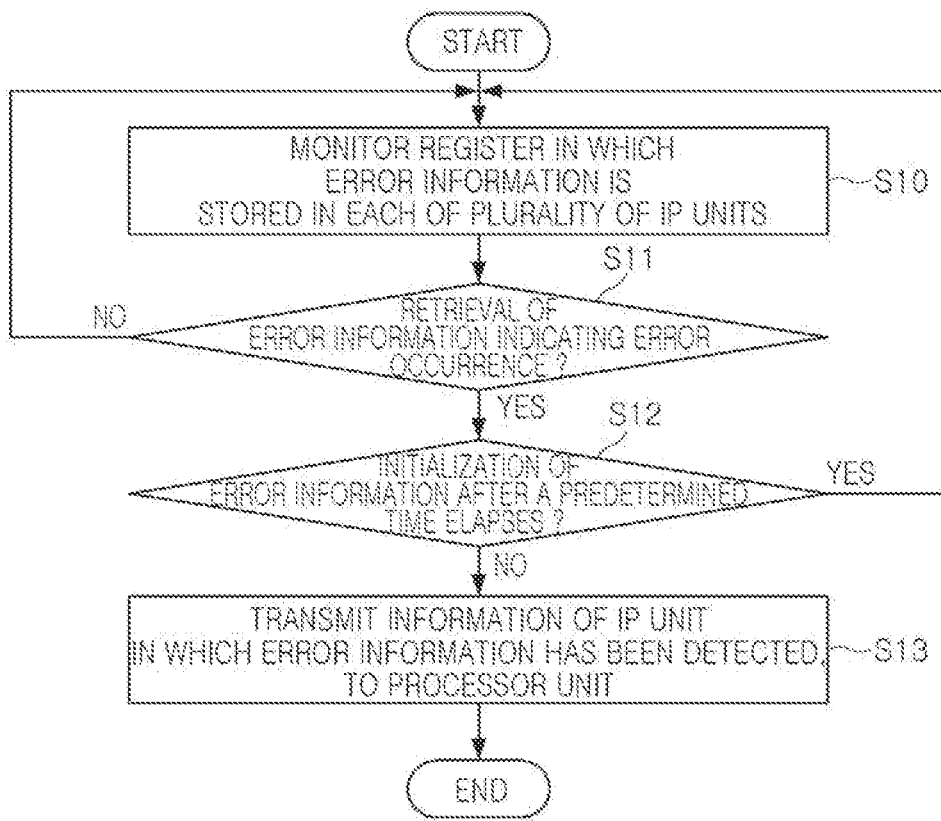 START
MONITOR REGISTER IN WHICH
ERROR INFORMATION IS
STORED IN EACH OF PLURALITY OF IP UNITS
S10
S11
NO
RETRIEVAL OF
ERROR INFORMATION INDICATING ERROR
OCCURRENCE ?
YES
S12
INITIALIZATION OF
ERROR INFORMATION AFTER A PREDETERMINED
TIME ELAPSES ?
YES
NO
TRANSMIT INFORMATION OF IP UNIT
IN WHICH ERROR INFORMATION HAS BEEN DETECTED,
TO PROCESSOR UNIT
S13
END